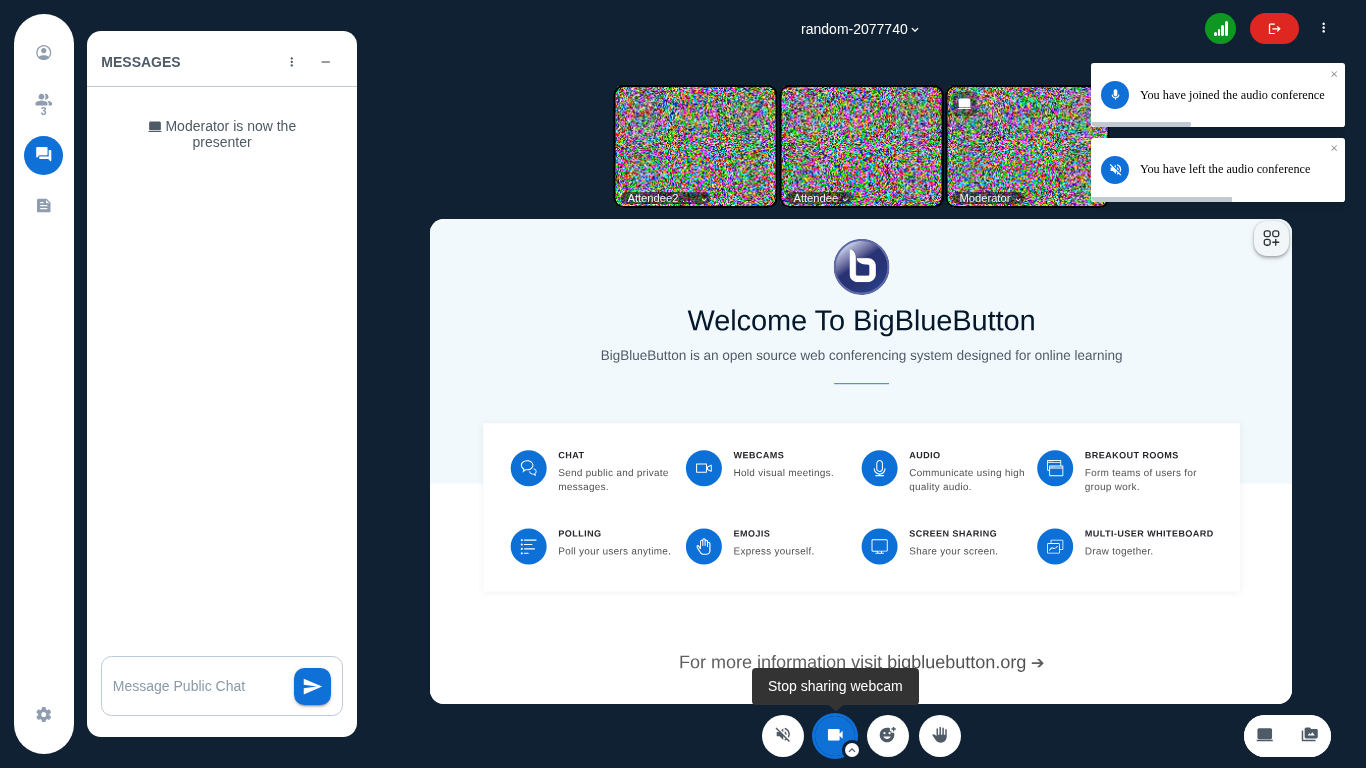 random-2077740
MESSAGES
3
Moderator is now the
presenter
You have joined the audio conference
You have left the audio conference
Attendee2
Attendee
Moderator
Welcome To BigBlueButton
BigBlueButton is an open source web conferencing system designed for online learning
CHAT
Send public and private
messages.
WEBCAMS
Hold visual meetings.
AUDIO
Communicate using high
quality audio.
BREAKOUT ROOMS
Form teams of users for
group work.
POLLING
Poll your users anytime.
EMOJIS
Express yourself.
SCREEN SHARING
Share your screen.
MULTI-USER WHITEBOARD
Draw together.
For more information visit bigbluebutton.org ➔
Stop sharing webcam
Message Public Chat